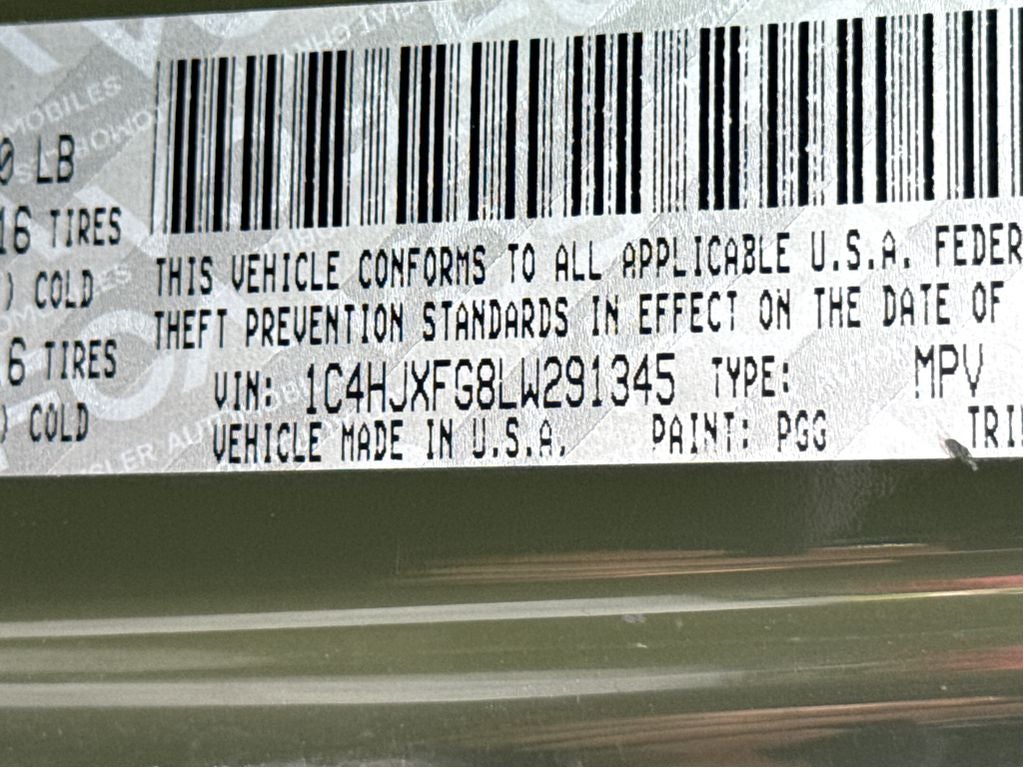 0 LB
16 TIRES
) COLD
6 TIRES
) COLD
THIS VEHICLE CONFORMS TO ALL APPLICABLE U.S.A. FEDER
THEFT PREVENTION STANDARDS IN EFFECT ON THE DATE OF
VIN: 1C4HJXFG8LW291345 TYPE: MPV
VEHICLE MADE IN U.S.A. PAINT: PGG TRI